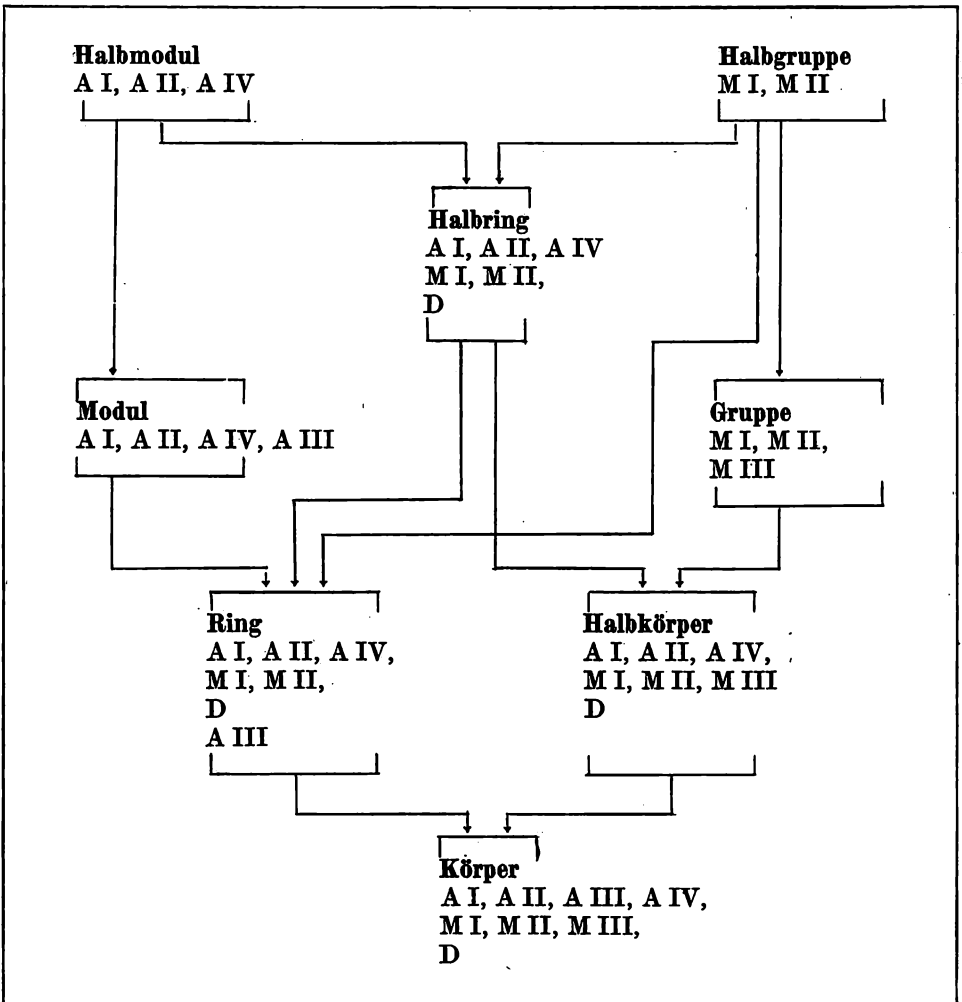 Halbmodul
A I, A II, A IV
Halbgruppe
M I, M II
Halbring
A I, A II, A IV
M I, M II,
D
Modul
A I, A II, A IV, A III
Gruppe
M I, M II,
M III
Ring
A I, A II, A IV,
M I, M II,
D
A III
Halbkörper
A I, A II, A IV,
M I, M II, M III
D
Körper
A I, A II, A III, A IV,
M I, M II, M III,
D